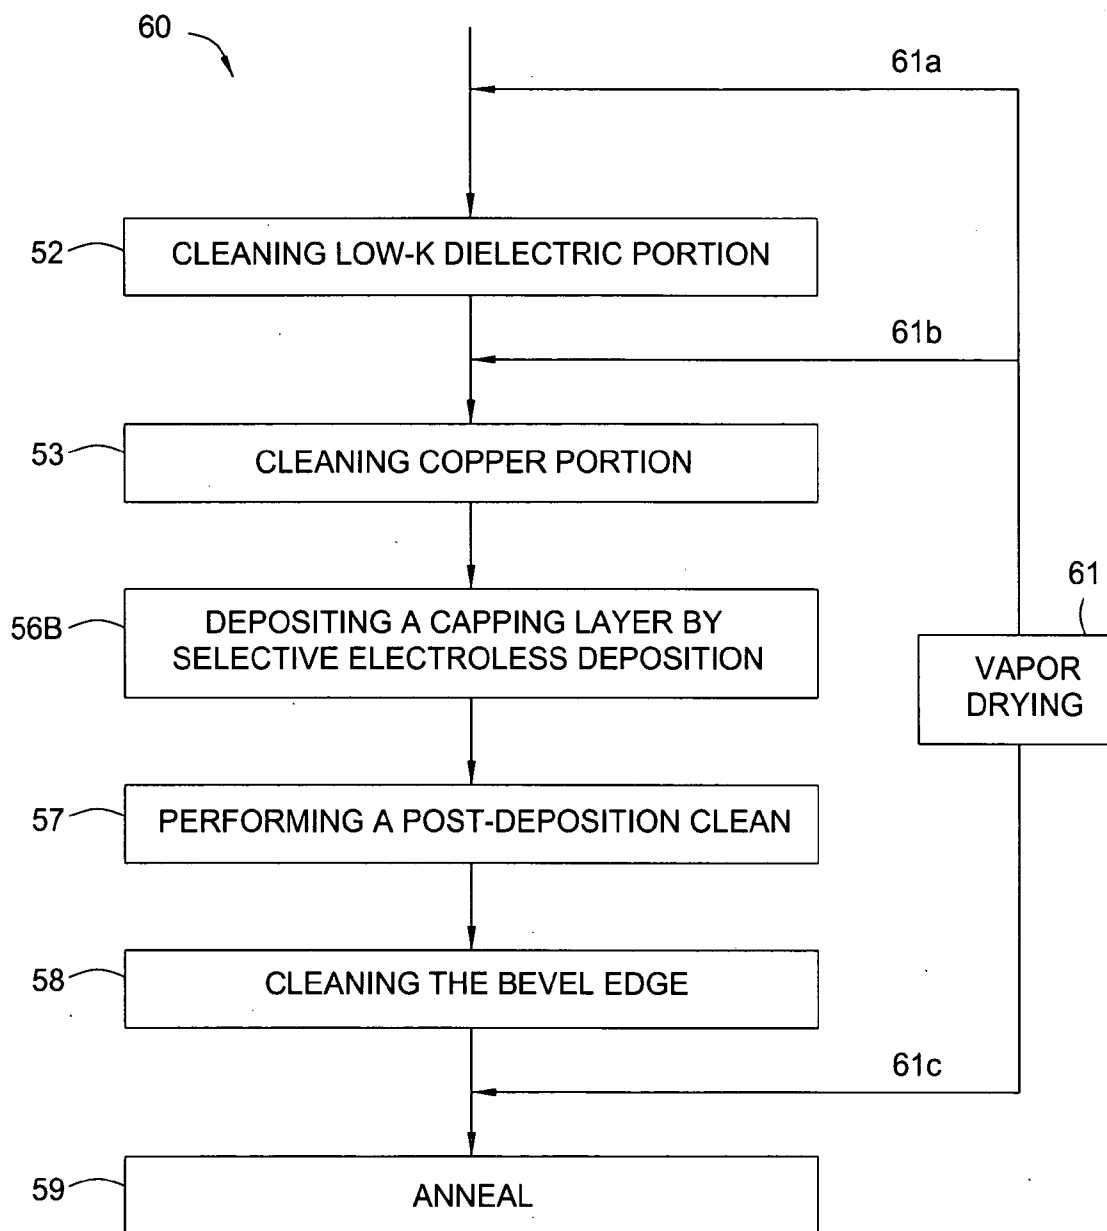 60
61a
52
CLEANING LOW-K DIELECTRIC PORTION
61b
53
CLEANING COPPER PORTION
61
56B
DEPOSITING A CAPPING LAYER BY
SELECTIVE ELECTROLESS DEPOSITION
VAPOR
DRYING
57
PERFORMING A POST-DEPOSITION CLEAN
58
CLEANING THE BEVEL EDGE
61c
59
ANNEAL